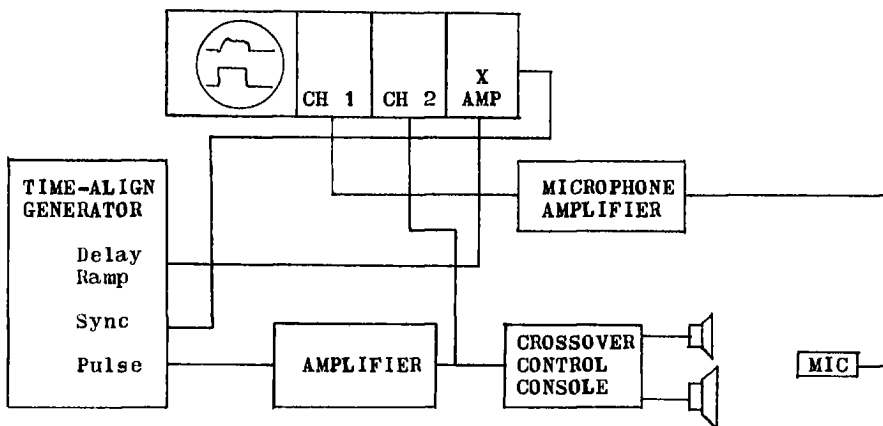 CH 1
CH 2
X
AMP
TIME-ALIGN
GENERATOR
Delay
Ramp
Sync
Pulse
MICROPHONE
AMPLIFIER
AMPLIFIER
CROSSOVER
CONTROL
CONSOLE
MIC